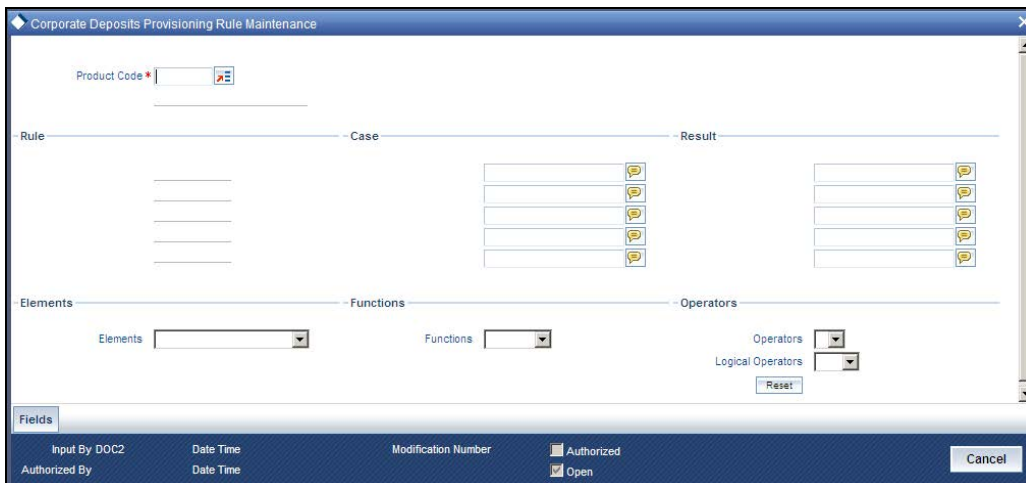 Corporate Deposits Provisioning Rule Maintenance
Product Code *
Rule Case Result
Elements Functions Operators
Elements Functions Operators
Logical Operators
Reset
Fields
Input By DOC2 Date Time Modification Number Authorized
Authorized By Date Time Open
Cancel